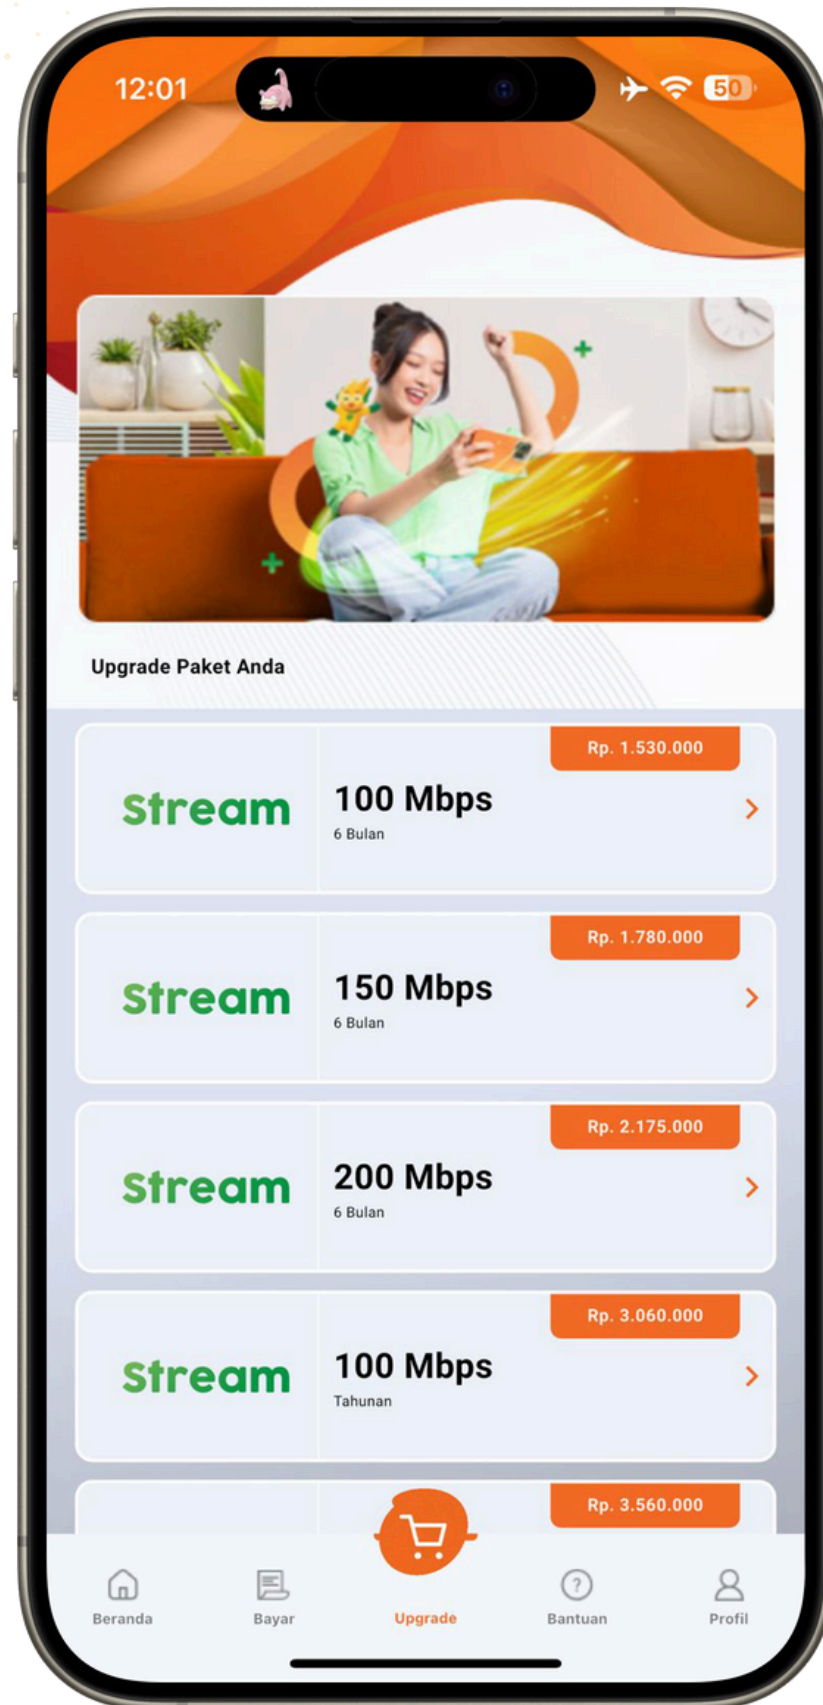 12:01
50
Upgrade Paket Anda
Rp. 1.530.000
Stream
100 Mbps
6 Bulan
Rp. 1.780.000
Stream
150 Mbps
6 Bulan
Rp. 2.175.000
Stream
200 Mbps
6 Bulan
Rp. 3.060.000
Stream
100 Mbps
Tahunan
Rp. 3.560.000
Beranda
Bayar
Upgrade
Bantuan
Profil